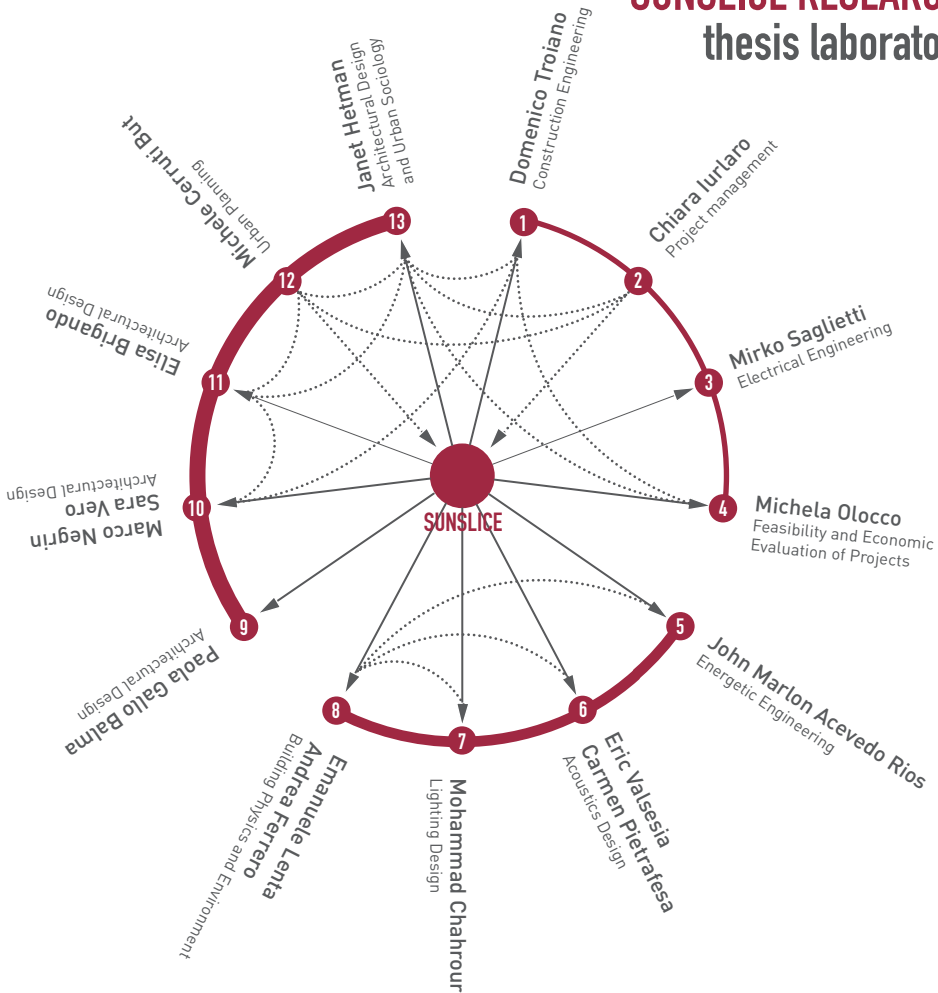 SUNSLICE RESEARC
thesis laborato
1
Domenico Troiano
Construction Engineering
2
Chiara Iurlaro
Project management
3
Mirko Saglietti
Electrical Engineering
4
Michela Olocco
Feasibility and Economic
Evaluation of Projects
5
John Marlon Acevedo Rios
Energetic Engineering
6
Eric Valsesia
Carmen Pietrafesa
Acoustics Design
7
Mohammad Chahrour
Lighting Design
8
Emanuele Lenta
Andrea Ferrero
Building Physics and Environment
9
Paola Gallo Balma
Architectural Design
10
Marco Negrin
Sara Vero
Architectural Design
11
Elisa Brigando
Architectural Design
12
Michele Cerruti But
Urban Planning
13
Janet Hetman
Architectural Design
and Urban Sociology
SUNSLICE